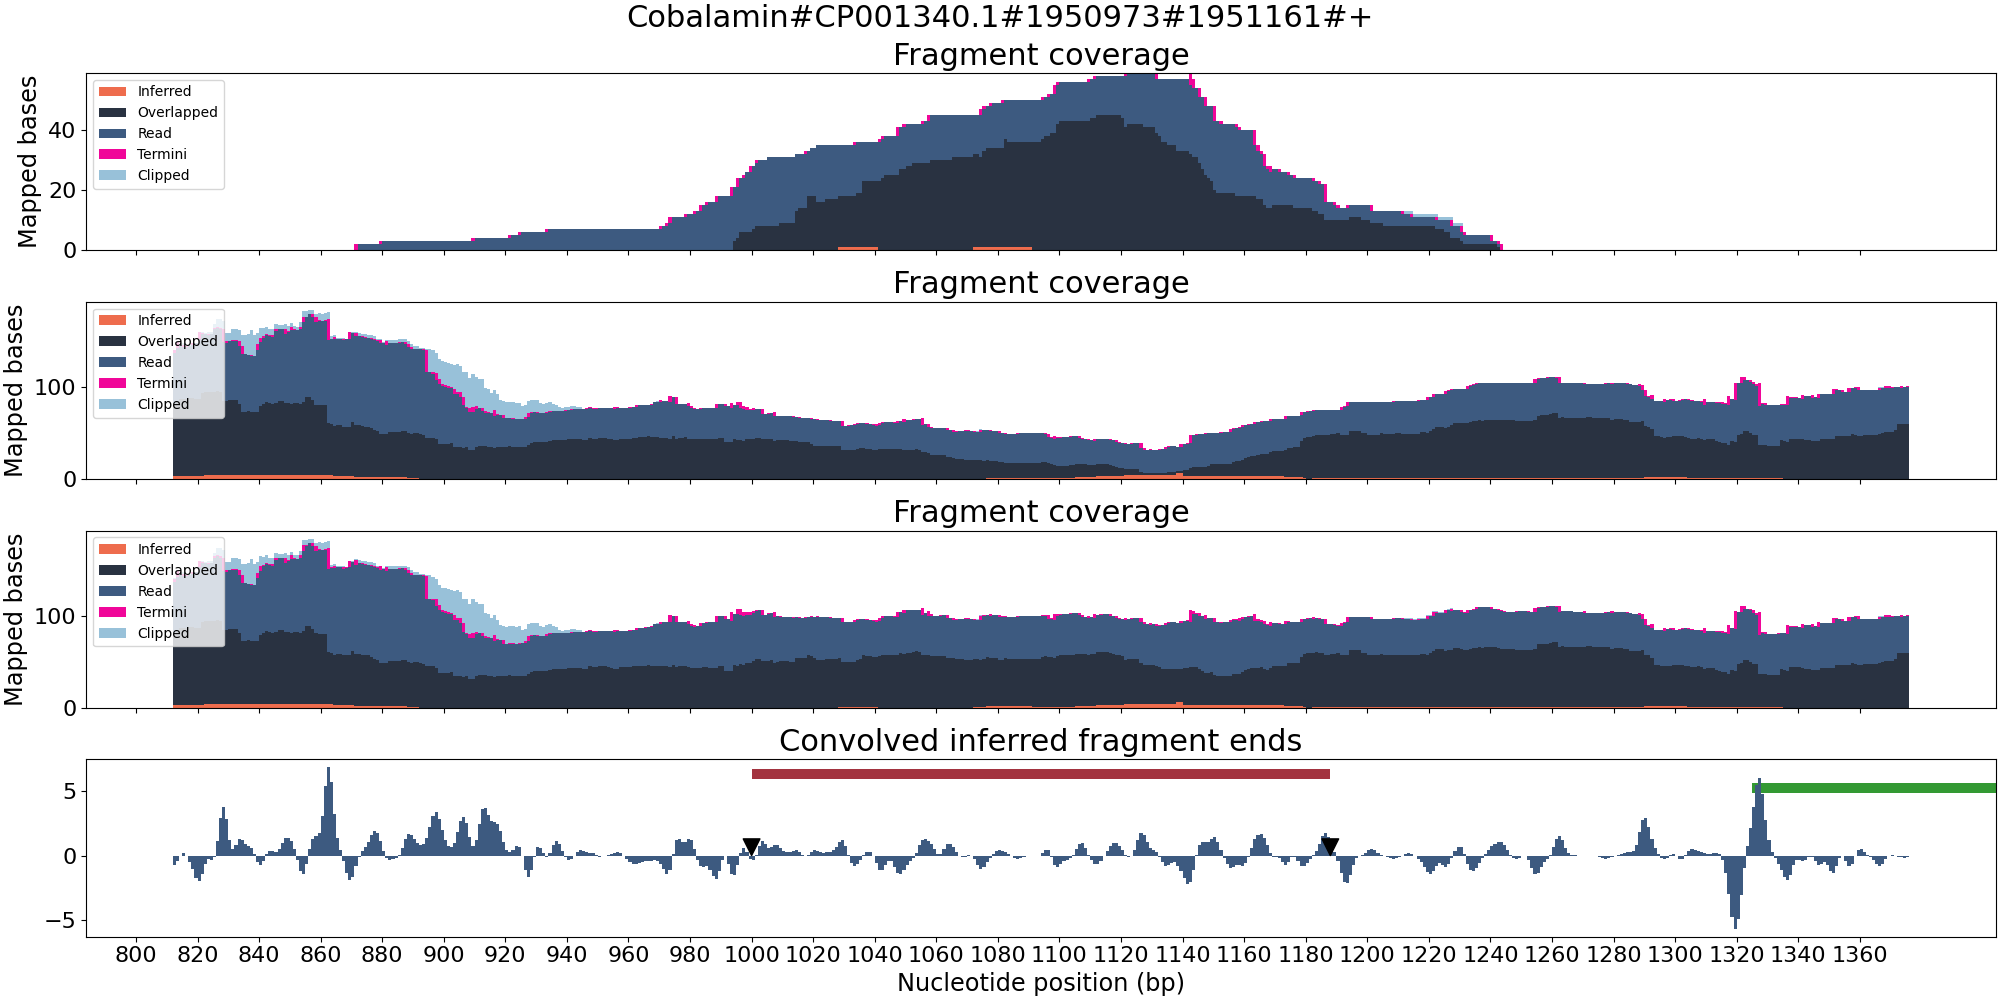 Cobalamin#CP001340.1#1950973#1951161#+
Fragment coverage
Mapped bases
40
20
0
Inferred
Overlapped
Read
Termini
Clipped
Fragment coverage
Mapped bases
100
0
Inferred
Overlapped
Read
Termini
Clipped
Fragment coverage
Mapped bases
100
0
Inferred
Overlapped
Read
Termini
Clipped
Convolved inferred fragment ends
5
0
−5
800 820 840 860 880 900 920 940 960 980 1000 1020 1040 1060 1080 1100 1120 1140 1160 1180 1200 1220 1240 1260 1280 1300 1320 1340 1360
Nucleotide position (bp)